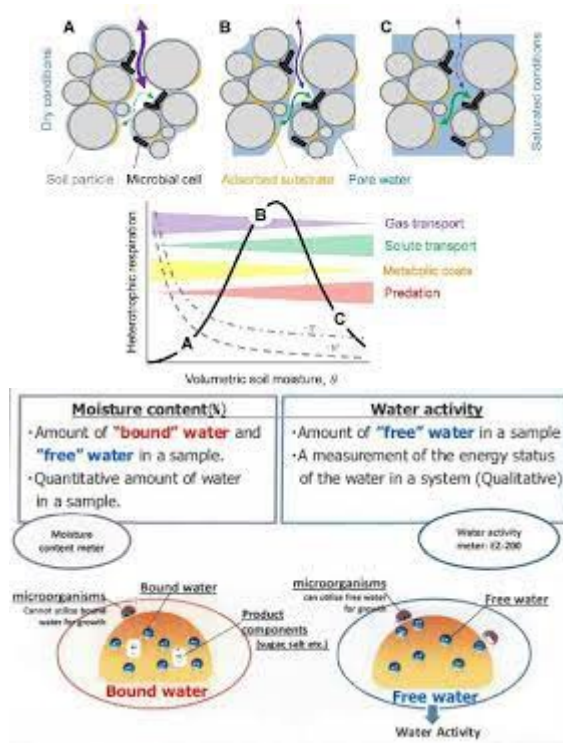 A
B
C
Dry conditions
Saturated conditions
Soil particle
Microbial cell
Adsorbed substrate
Pore water
Heterotrophic respiration
B
A
C
Gas transport
Solute transport
Metabolic costs
Predation
Volumetric soil moisture, θ
Moisture content(%)
・Amount of "bound" water and
"free" water in a sample.
・Quantitative amount of water
in a sample.
Water activity
・Amount of "free" water in a sample
・A measurement of the energy status
of the water in a system (Qualitative)
Moisture
content meter
Water activity
meter: EZ-200
Bound water
microorganisms
Cannot utilize bound
water for growth
Product
components
(sugar, salt etc.)
Bound water
microorganisms
can utilize free water
for growth
Free water
Free water
Water Activity